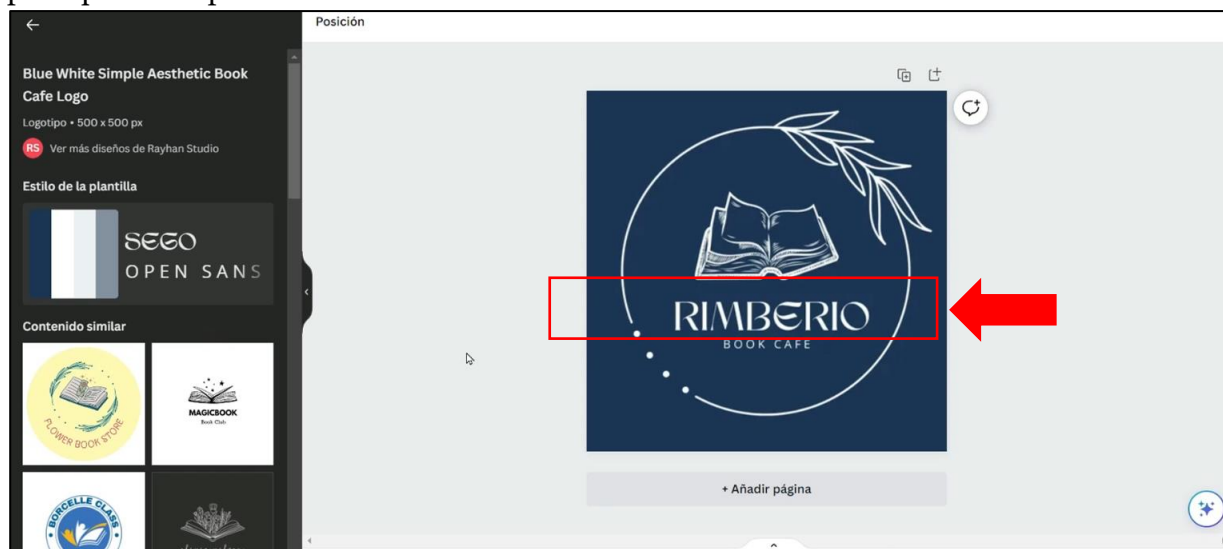 Posición
Blue White Simple Aesthetic Book
Cafe Logo
Logotipo • 500 x 500 px
RS Ver más diseños de Rayhan Studio
Estilo de la plantilla
SEGO
OPEN SANS
Contenido similar
FLOWER BOOK STORE
MAGICBOOK
Book Club
BORCELLE CLASS
RIMBERIO
BOOK CAFE
+ Añadir página